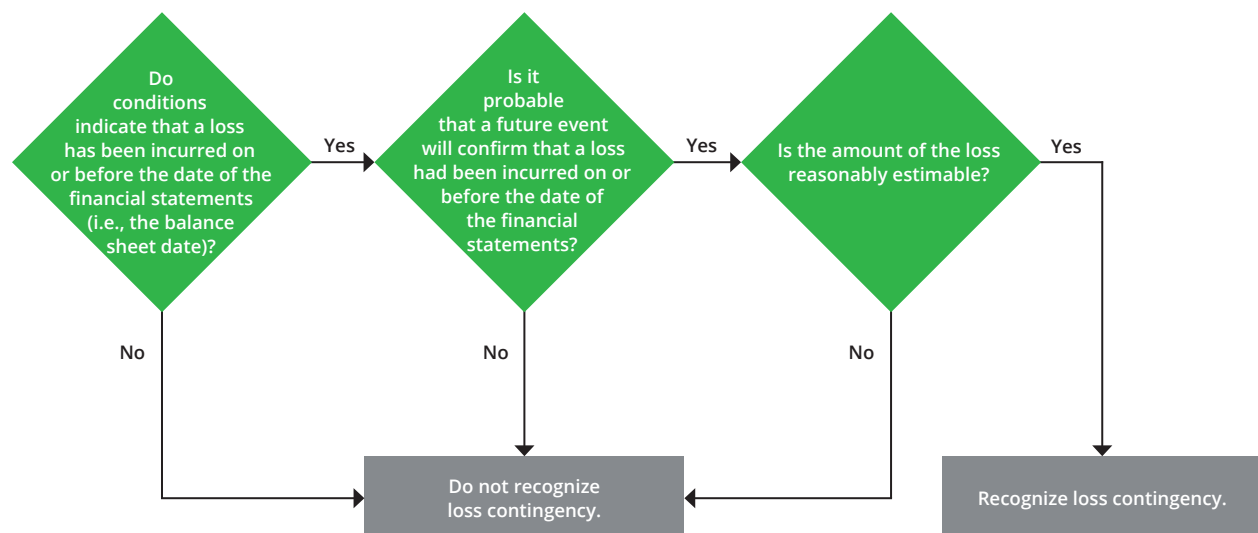 Do
conditions
indicate that a loss
has been incurred on
or before the date of the
financial statements
(i.e., the balance
sheet date)?
Yes
Is it
probable
that a future event
will confirm that a loss
had been incurred on or
before the date of
the financial
statements?
Yes
Is the amount of the loss
reasonably estimable?
Yes
No
No
No
Do not recognize
loss contingency.
Recognize loss contingency.